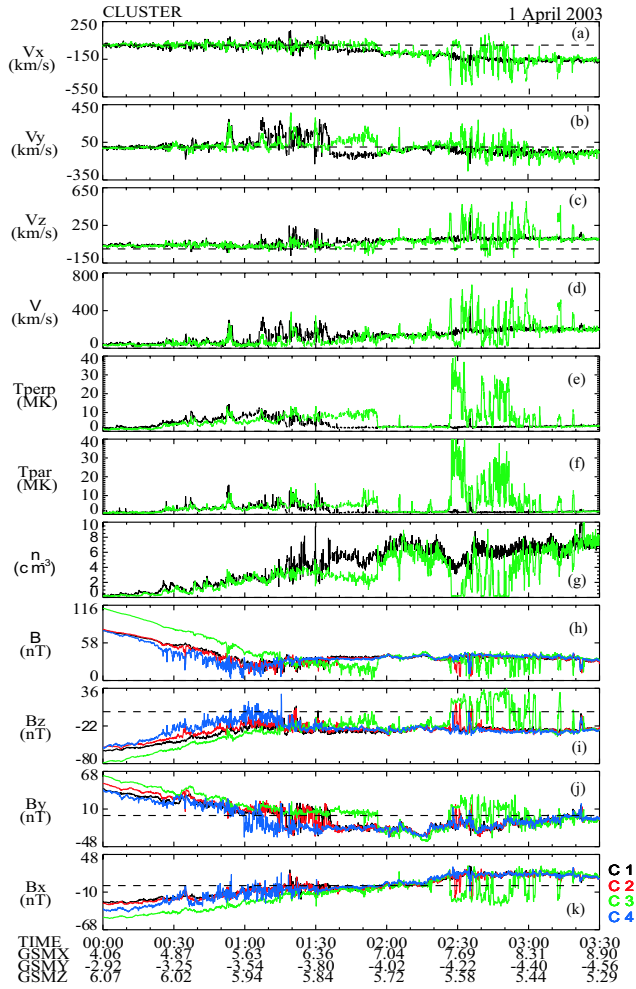 CLUSTER 1 April 2003
250
Vx -150 (a)
(km/s)
-550
450
Vy 50 (b)
(km/s)
-350
650
Vz 250 (c)
(km/s)
-150
800
V 400 (d)
(km/s)
0
40
30
Tperp 20 (e)
(MK) 10
0
40
30
Tpar 20 (f)
(MK) 10
0
10
8
n 6
(cm³) 4
2 (g)
0
116
B 58 (h)
(nT)
0
36
Bz -22
(nT) (i)
-80
68
By 10 (j)
(nT)
-48
48
Bx -10
(nT) (k)
-68
C 1
C 2
C 3
C 4
TIME 00:00 00:30 01:00 01:30 02:00 02:30 03:00 03:30
GSMX 4.06 4.87 5.63 6.36 7.04 7.69 8.31 8.90
GSMY -2.92 -3.25 -3.54 -3.80 -4.02 -4.22 -4.40 -4.56
GSMZ 6.07 6.02 5.94 5.84 5.72 5.58 5.44 5.29